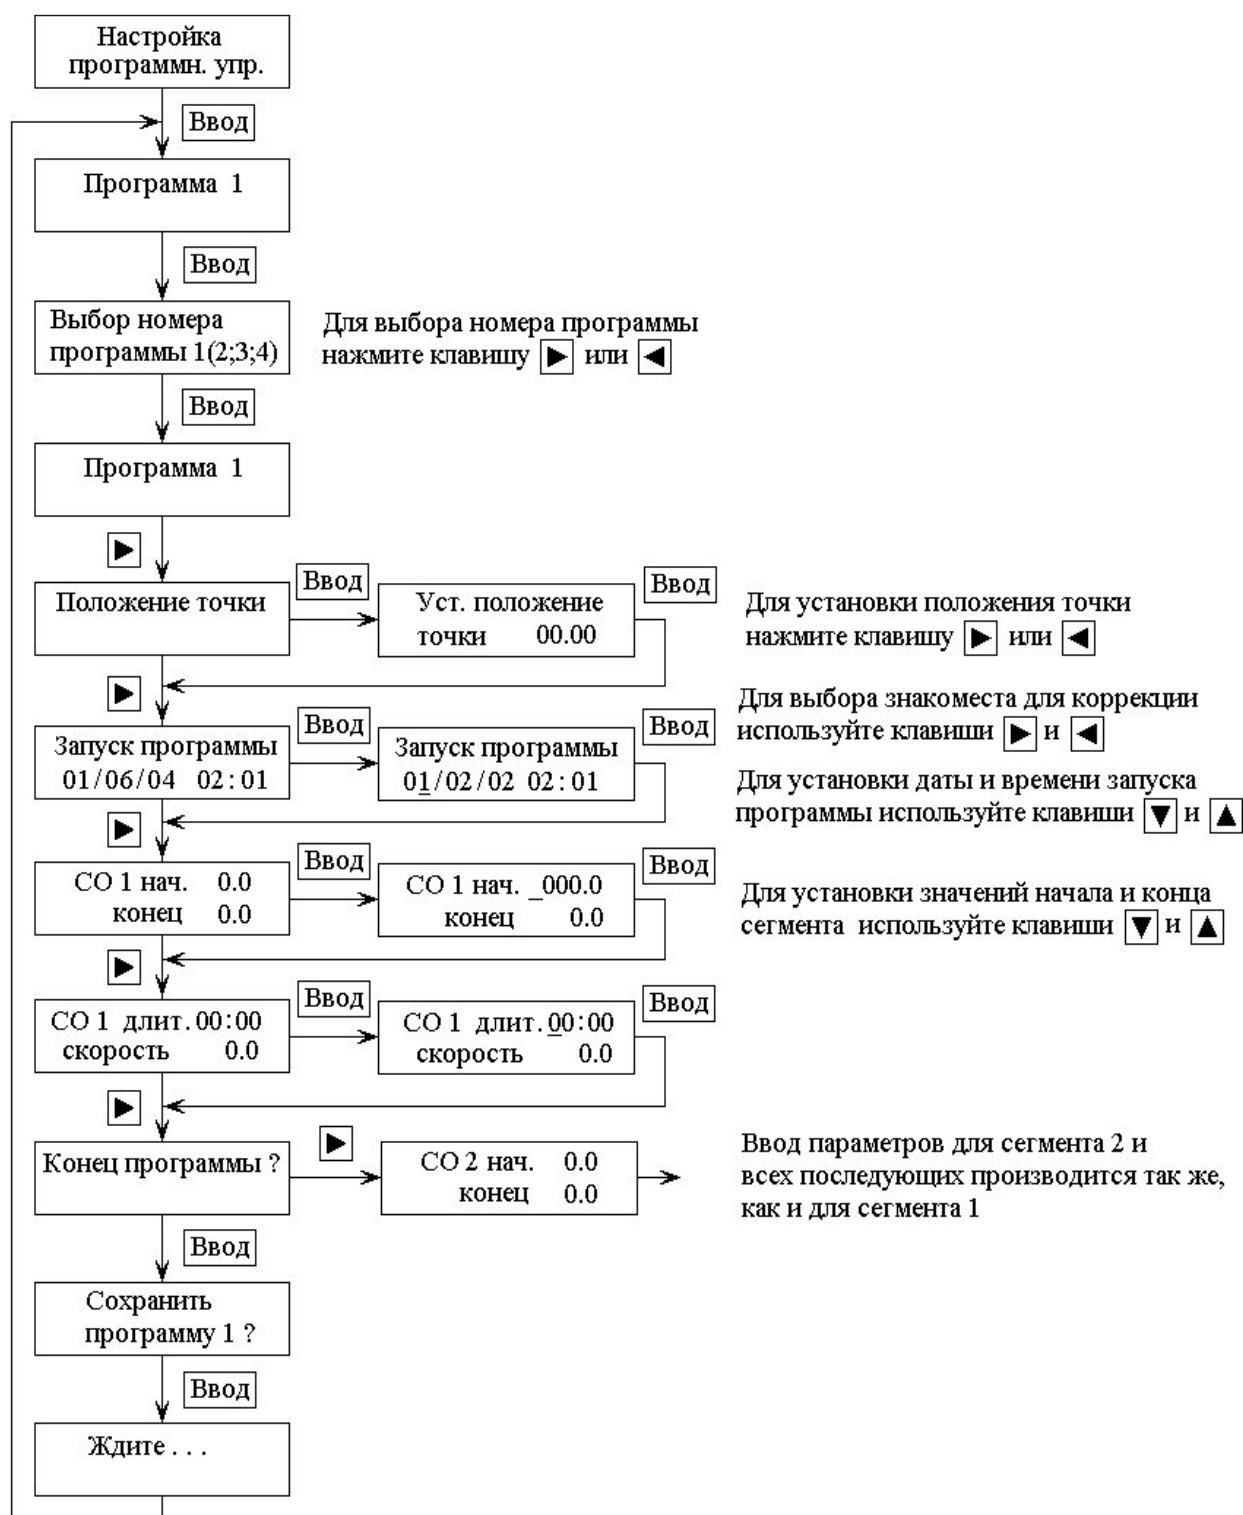 Настройка
программн. упр.
Ввод
Программа 1
Ввод
Выбор номера
программы 1(2;3;4)
Для выбора номера программы
нажмите клавишу ▶ или ◀
Ввод
Программа 1
▶
Положение точки
Ввод
Уст. положение
точки 00.00
Ввод
Для установки положения точки
нажмите клавишу ▶ или ◀
▶
Запуск программы
01/06/04 02:01
Ввод
Запуск программы
01/02/02 02:01
Ввод
Для выбора знакоместа для коррекции
используйте клавиши ▶ и ◀
Для установки даты и времени запуска
программы используйте клавиши ▼ и ▲
▶
СО 1 нач. 0.0
конец 0.0
Ввод
СО 1 нач. _000.0
конец 0.0
Ввод
Для установки значений начала и конца
сегмента используйте клавиши ▼ и ▲
▶
СО 1 длит. 00:00
скорость 0.0
Ввод
СО 1 длит. 00:00
скорость 0.0
Ввод
▶
Конец программы ?
▶
СО 2 нач. 0.0
конец 0.0
Ввод параметров для сегмента 2 и
всех последующих производится так же,
как и для сегмента 1
Ввод
Сохранить
программу 1 ?
Ввод
Ждите . . .